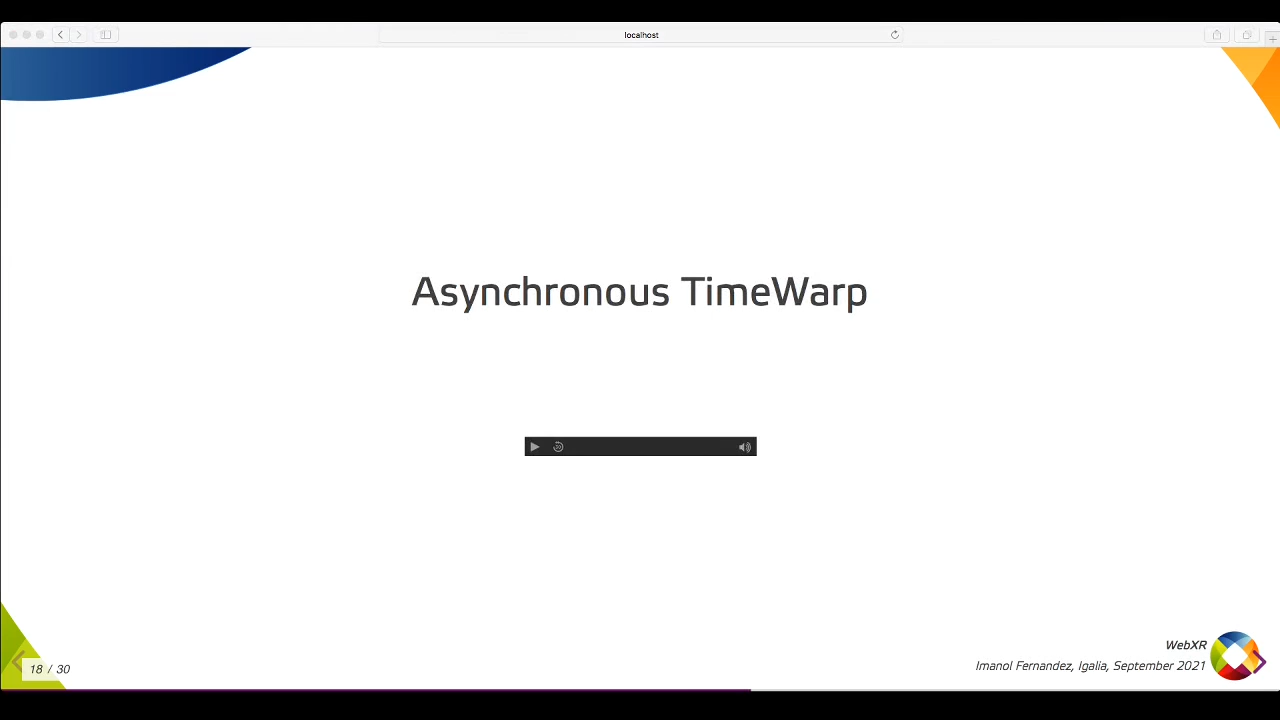 localhost
Asynchronous TimeWarp
WebXR
Imanol Fernandez, Igalia, September 2021
18 / 30